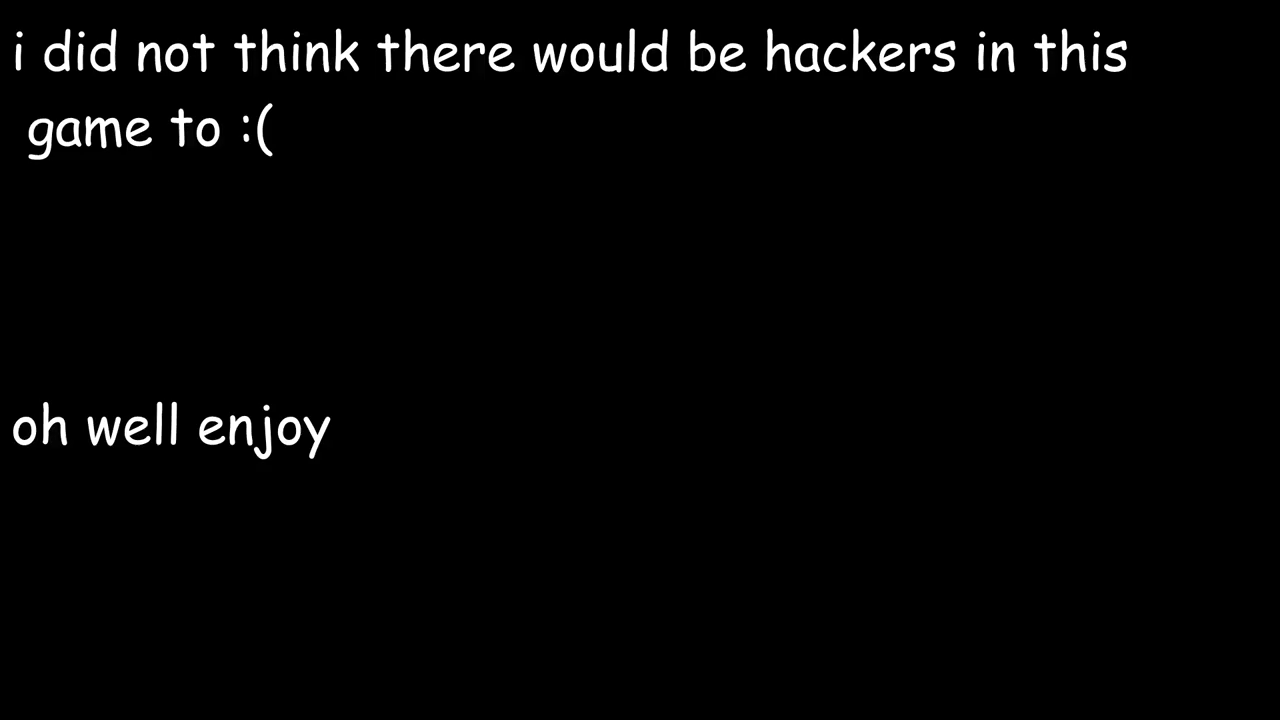 i did not think there would be hackers in this
game to :(
oh well enjoy